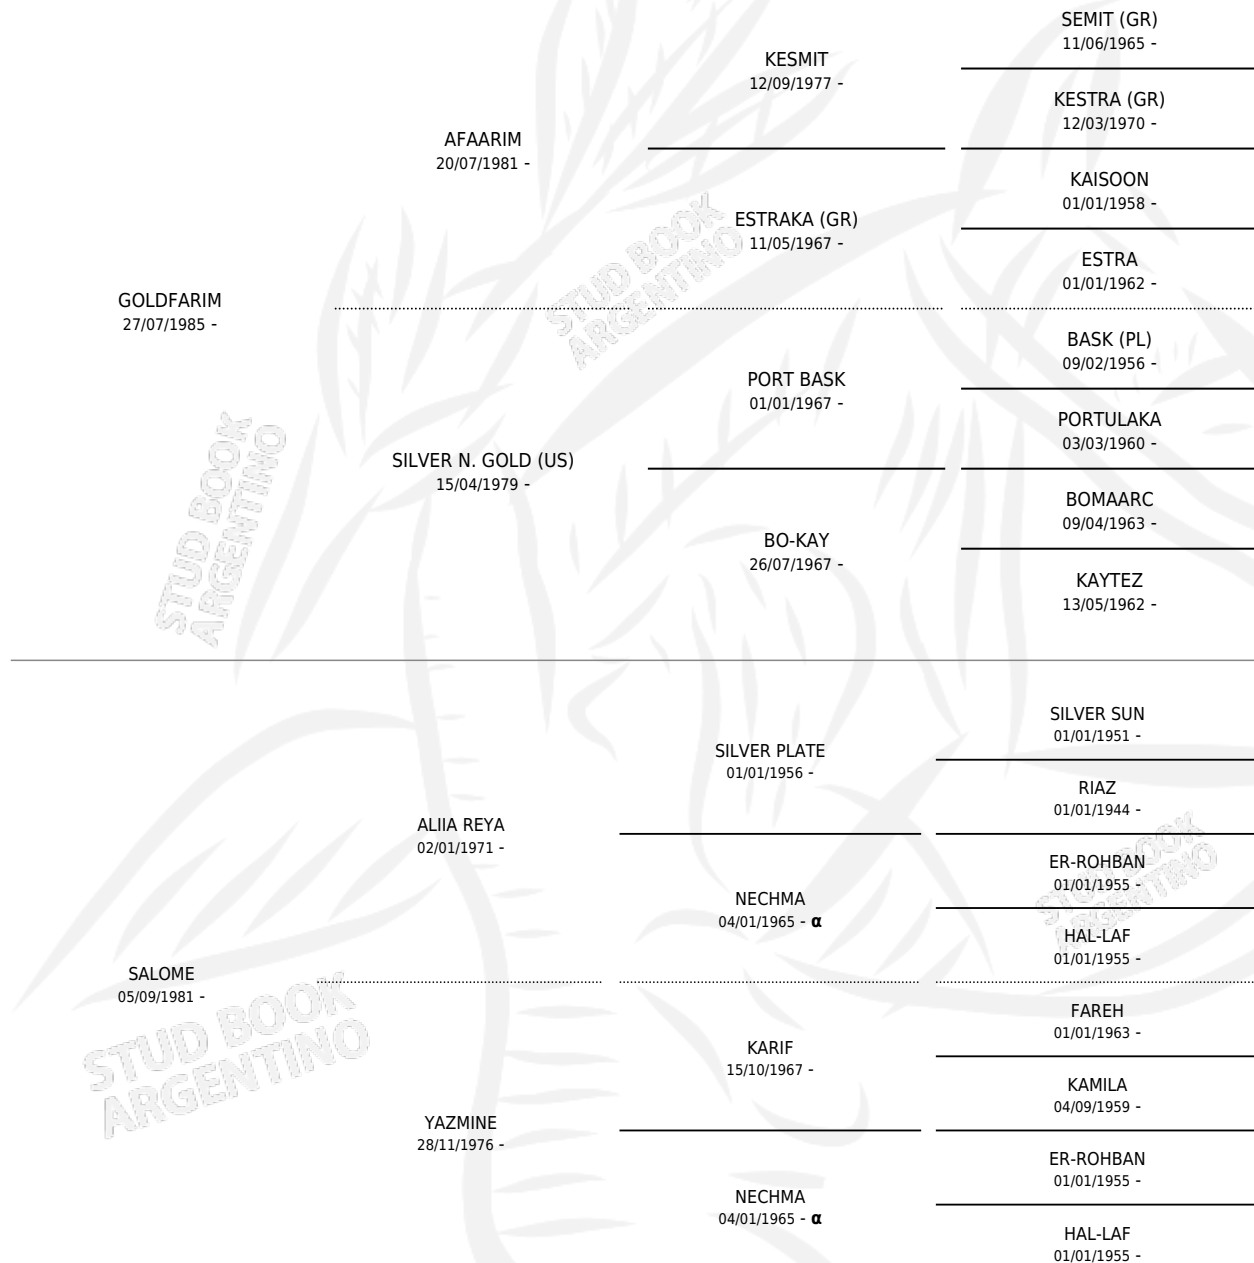 GOLDFARIM
27/07/1985 -
AFAARIM
20/07/1981 -
KESMIT
12/09/1977 -
SEMIT (GR)
11/06/1965 -
KESTRA (GR)
12/03/1970 -
ESTRAKA (GR)
11/05/1967 -
KAISOON
01/01/1958 -
ESTRA
01/01/1962 -
SILVER N. GOLD (US)
15/04/1979 -
PORT BASK
01/01/1967 -
BASK (PL)
09/02/1956 -
PORTULAKA
03/03/1960 -
BO-KAY
26/07/1967 -
BOMAARC
09/04/1963 -
KAYTEZ
13/05/1962 -
SALOME
05/09/1981 -
ALIIA REYA
02/01/1971 -
SILVER PLATE
01/01/1956 -
SILVER SUN
01/01/1951 -
RIAZ
01/01/1944 -
NECHMA
04/01/1965 - α
ER-ROHBAN
01/01/1955 -
HAL-LAF
01/01/1955 -
YAZMINE
28/11/1976 -
KARIF
15/10/1967 -
FAREH
01/01/1963 -
KAMILA
04/09/1959 -
NECHMA
04/01/1965 - α
ER-ROHBAN
01/01/1955 -
HAL-LAF
01/01/1955 -
STUD BOOK
ARGENTINO
STUD BOOK
ARGENTINO
STUD BOOK
ARGENTINO
STUD BOOK
ARGENTINO